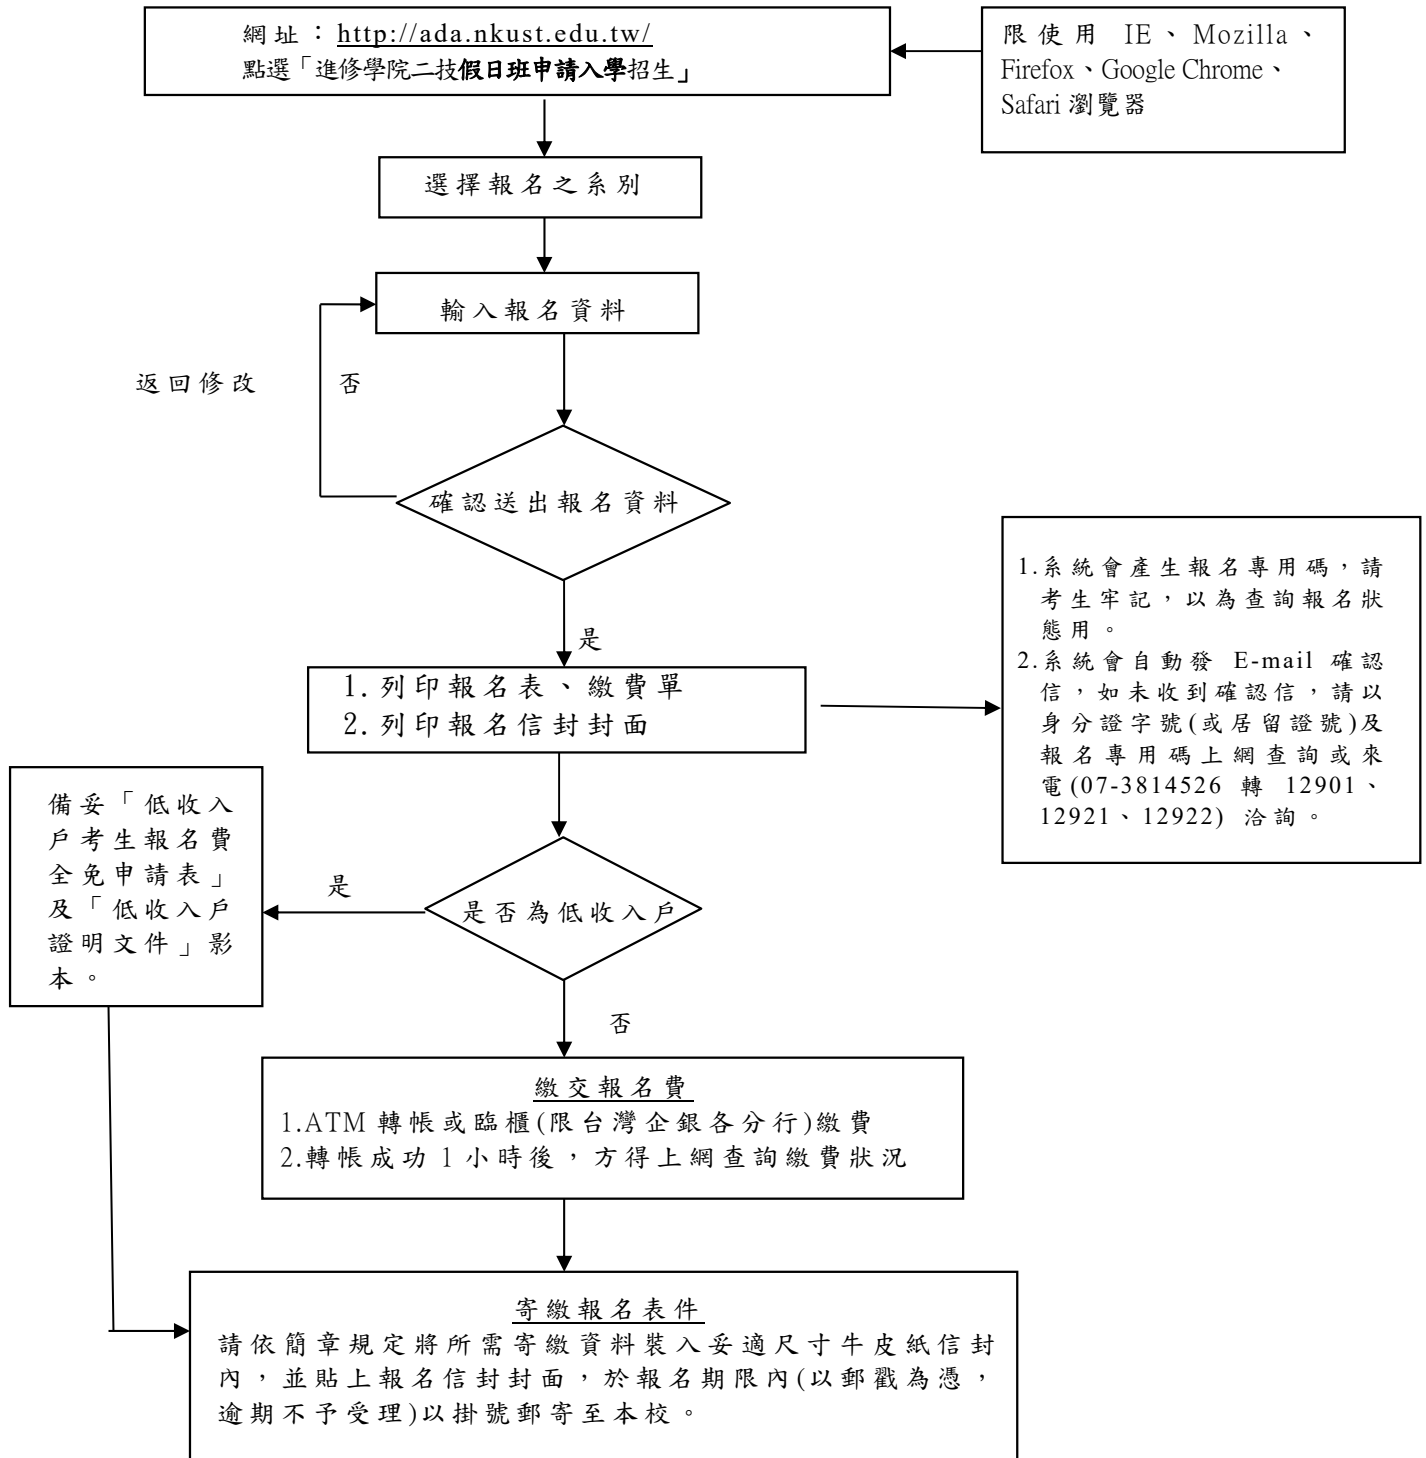 網址：http://ada.nkust.edu.tw/
點選「進修學院二技假日班申請入學招生」
限使用 IE、Mozilla、
Firefox、Google Chrome、
Safari 瀏覽器
選擇報名之系別
輸入報名資料
返回修改
否
確認送出報名資料
是
1.列印報名表、繳費單
2.列印報名信封封面
1.系統會產生報名專用碼，請
考生牢記，以為查詢報名狀
態用。
2.系統會自動發 E-mail 確認
信，如未收到確認信，請以
身分證字號(或居留證號)及
報名專用碼上網查詢或來
電(07-3814526 轉 12901、
12921、12922) 洽詢。
備妥「低收入
戶考生報名費
全免申請表」
及「低收入戶
證明文件」影
本。
是
是否為低收入戶
否
繳交報名費
1.ATM 轉帳或臨櫃(限台灣企銀各分行)繳費
2.轉帳成功 1 小時後，方得上網查詢繳費狀況
寄繳報名表件
請依簡章規定將所需寄繳資料裝入妥適尺寸牛皮紙信封
內，並貼上報名信封封面，於報名期限內(以郵戳為憑，
逾期不予受理)以掛號郵寄至本校。